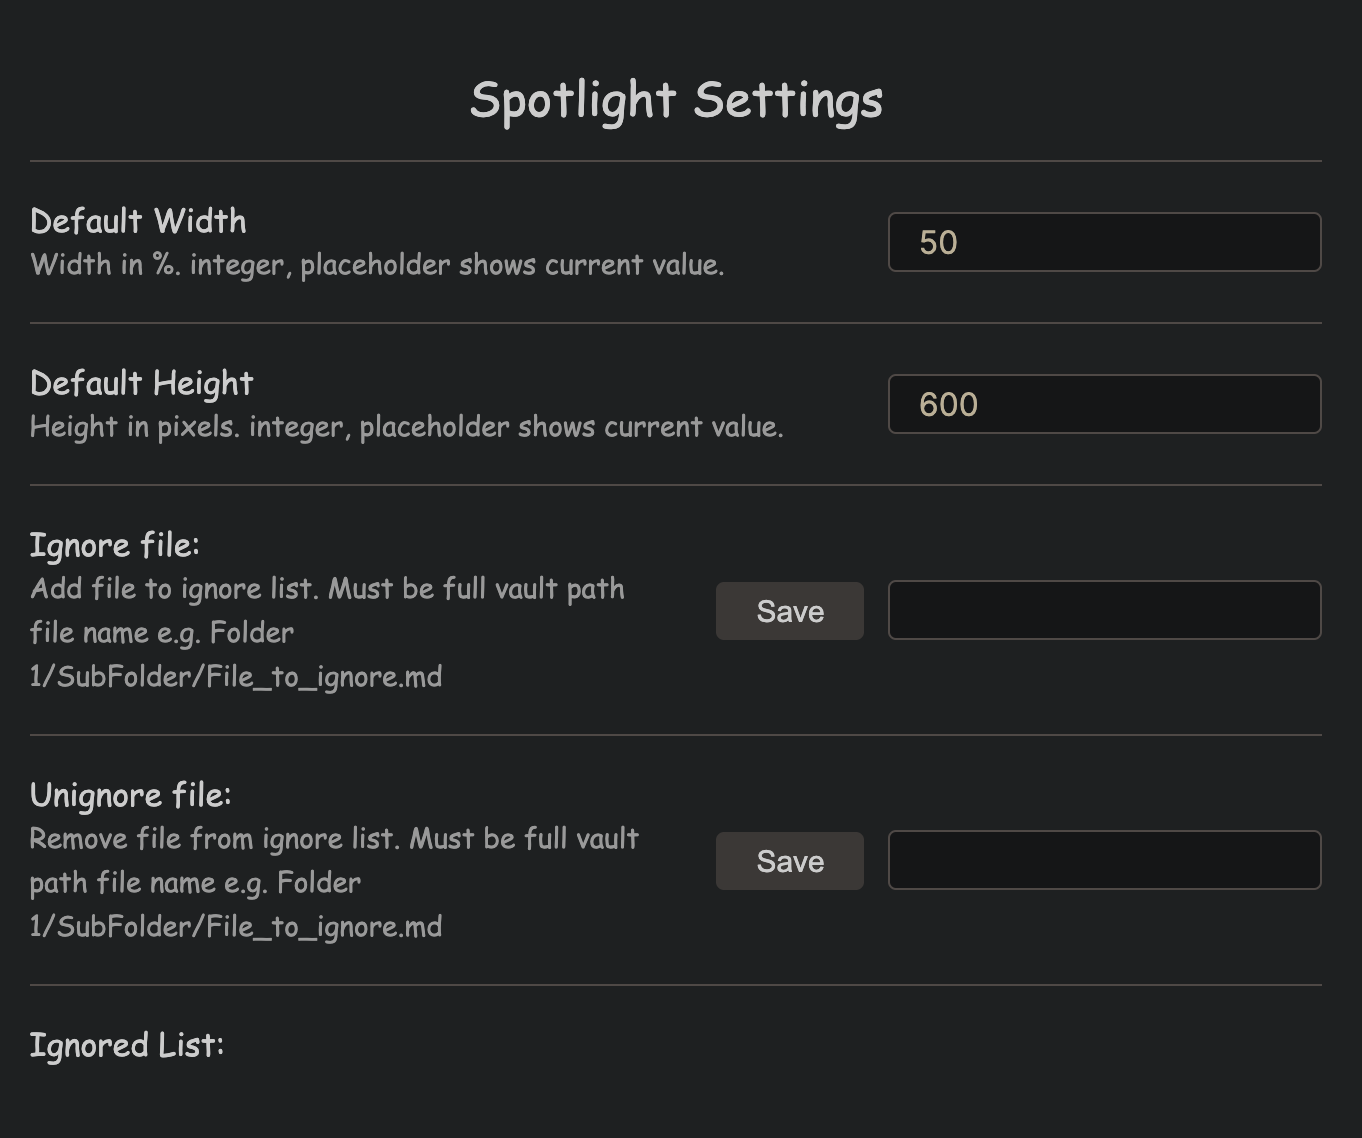 Spotlight Settings
Default Width
Width in %. integer, placeholder shows current value.
50
Default Height
Height in pixels. integer, placeholder shows current value.
600
Ignore file:
Add file to ignore list. Must be full vault path
file name e.g. Folder
1/SubFolder/File_to_ignore.md
Save
Unignore file:
Remove file from ignore list. Must be full vault
path file name e.g. Folder
1/SubFolder/File_to_ignore.md
Save
Ignored List: